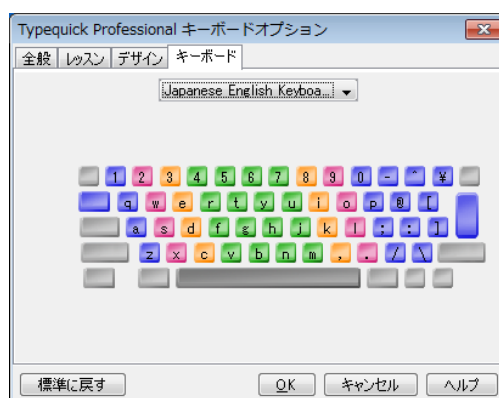 Typequick Professional キーボードオプション
全般 レッスン デザイン キーボード
Japanese English Keyboa...
1 2 3 4 5 6 7 8 9 0 - ^ ¥
q w e r t y u i o p @ [
a s d f g h j k l ; : ]
z x c v b n m , . / \
標準に戻す OK キャンセル ヘルプ